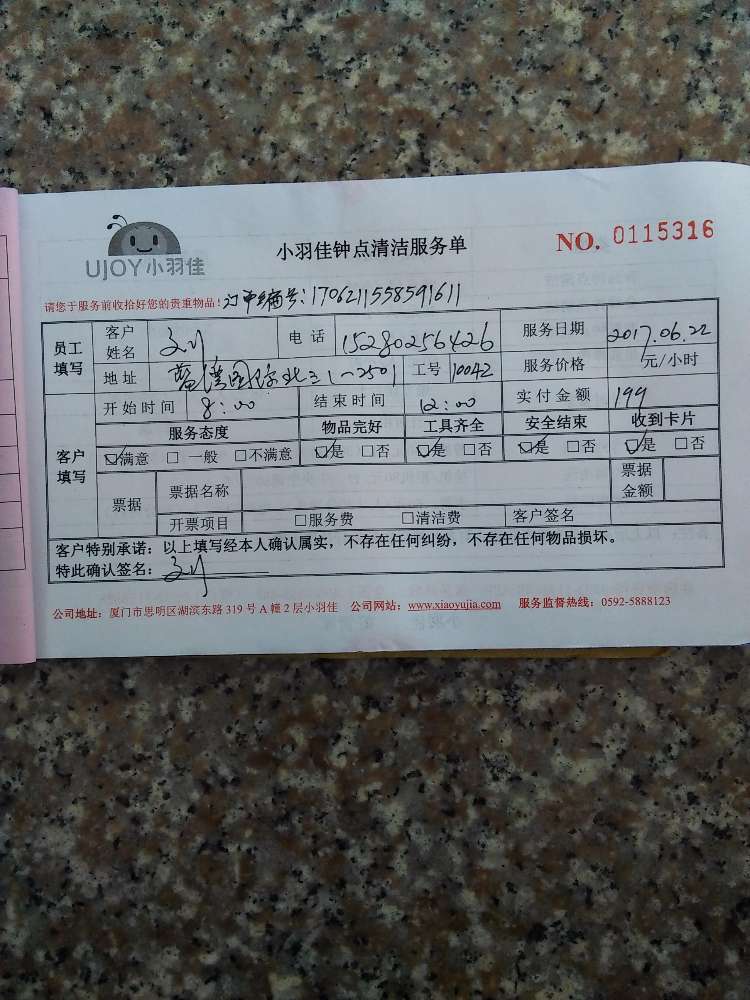 UJOY小羽佳
小羽佳钟点清洁服务单
NO. 0115316
请您于服务前收拾好您的贵重物品! 订单编号:170621155859 1611
员工填写 客户姓名 电话 15280256426 服务日期 2017.06.22
地址 工号 10042 服务价格 元/小时
客户填写 开始时间 8:00 结束时间 12:00 实付金额 199
服务态度 物品完好 工具齐全 安全结束 收到卡片
☑满意 □一般 □不满意 ☑是 □否 ☑是 □否 ☑是 □否 ☑是 □否
票据 票据名称 票据金额
开票项目 □服务费 □清洁费 客户签名
客户特别承诺:以上填写经本人确认属实,不存在任何纠纷,不存在任何物品损坏。
特此确认签名:
公司地址:厦门市思明区湖滨东路 319 号 A 幢 2 层小羽佳 公司网站:www.xiaoyujia.com 服务监督热线:0592-5888123